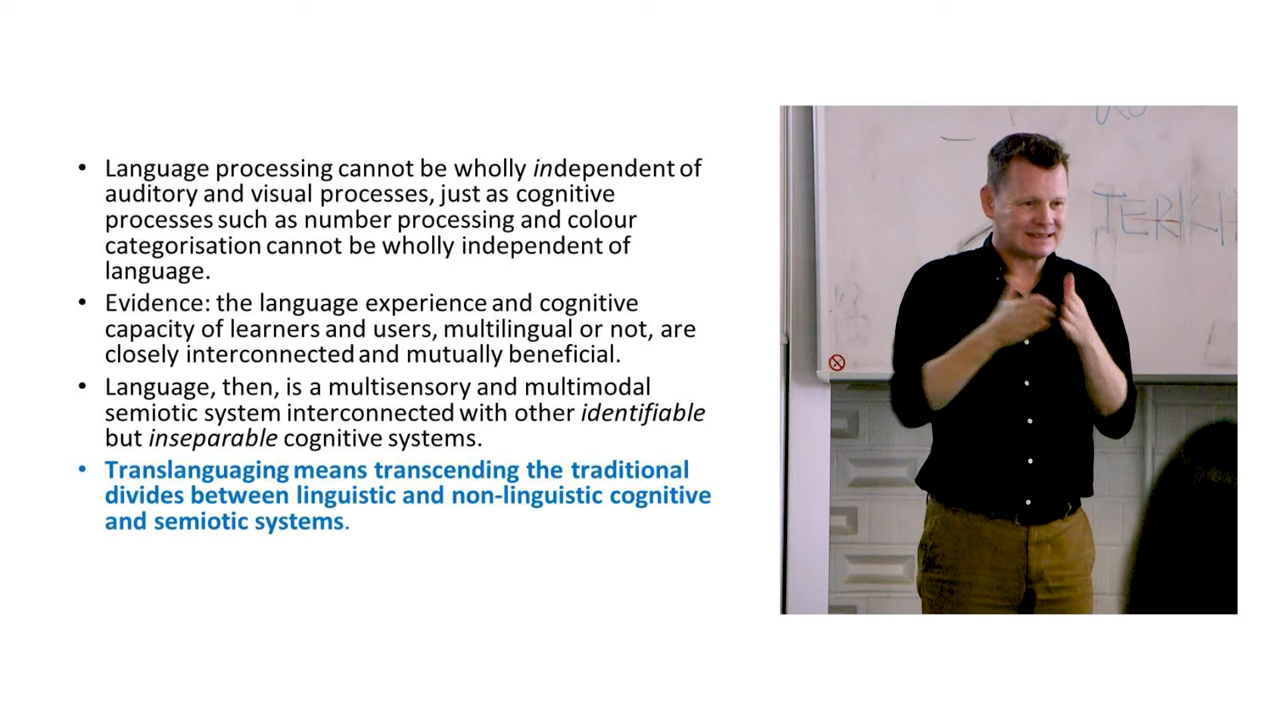 • Language processing cannot be wholly independent of
auditory and visual processes, just as cognitive
processes such as number processing and colour
categorisation cannot be wholly independent of
language.
• Evidence: the language experience and cognitive
capacity of learners and users, multilingual or not, are
closely interconnected and mutually beneficial.
• Language, then, is a multisensory and multimodal
semiotic system interconnected with other identifiable
but inseparable cognitive systems.
• Translanguaging means transcending the traditional
divides between linguistic and non-linguistic cognitive
and semiotic systems.